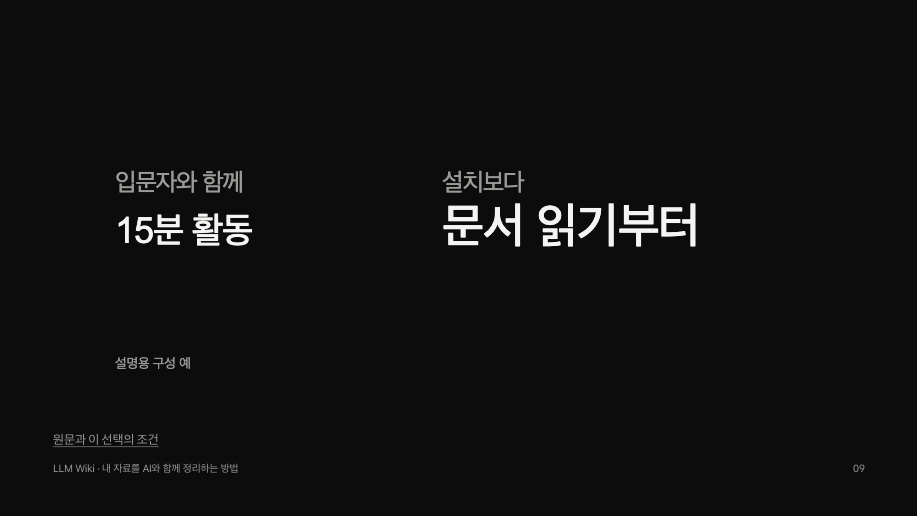 입문자와 함께
15분 활동
설치보다
문서 읽기부터
설명용 구성 예
원문과 이 선택의 조건
LLM Wiki · 내 자료를 AI와 함께 정리하는 방법
09